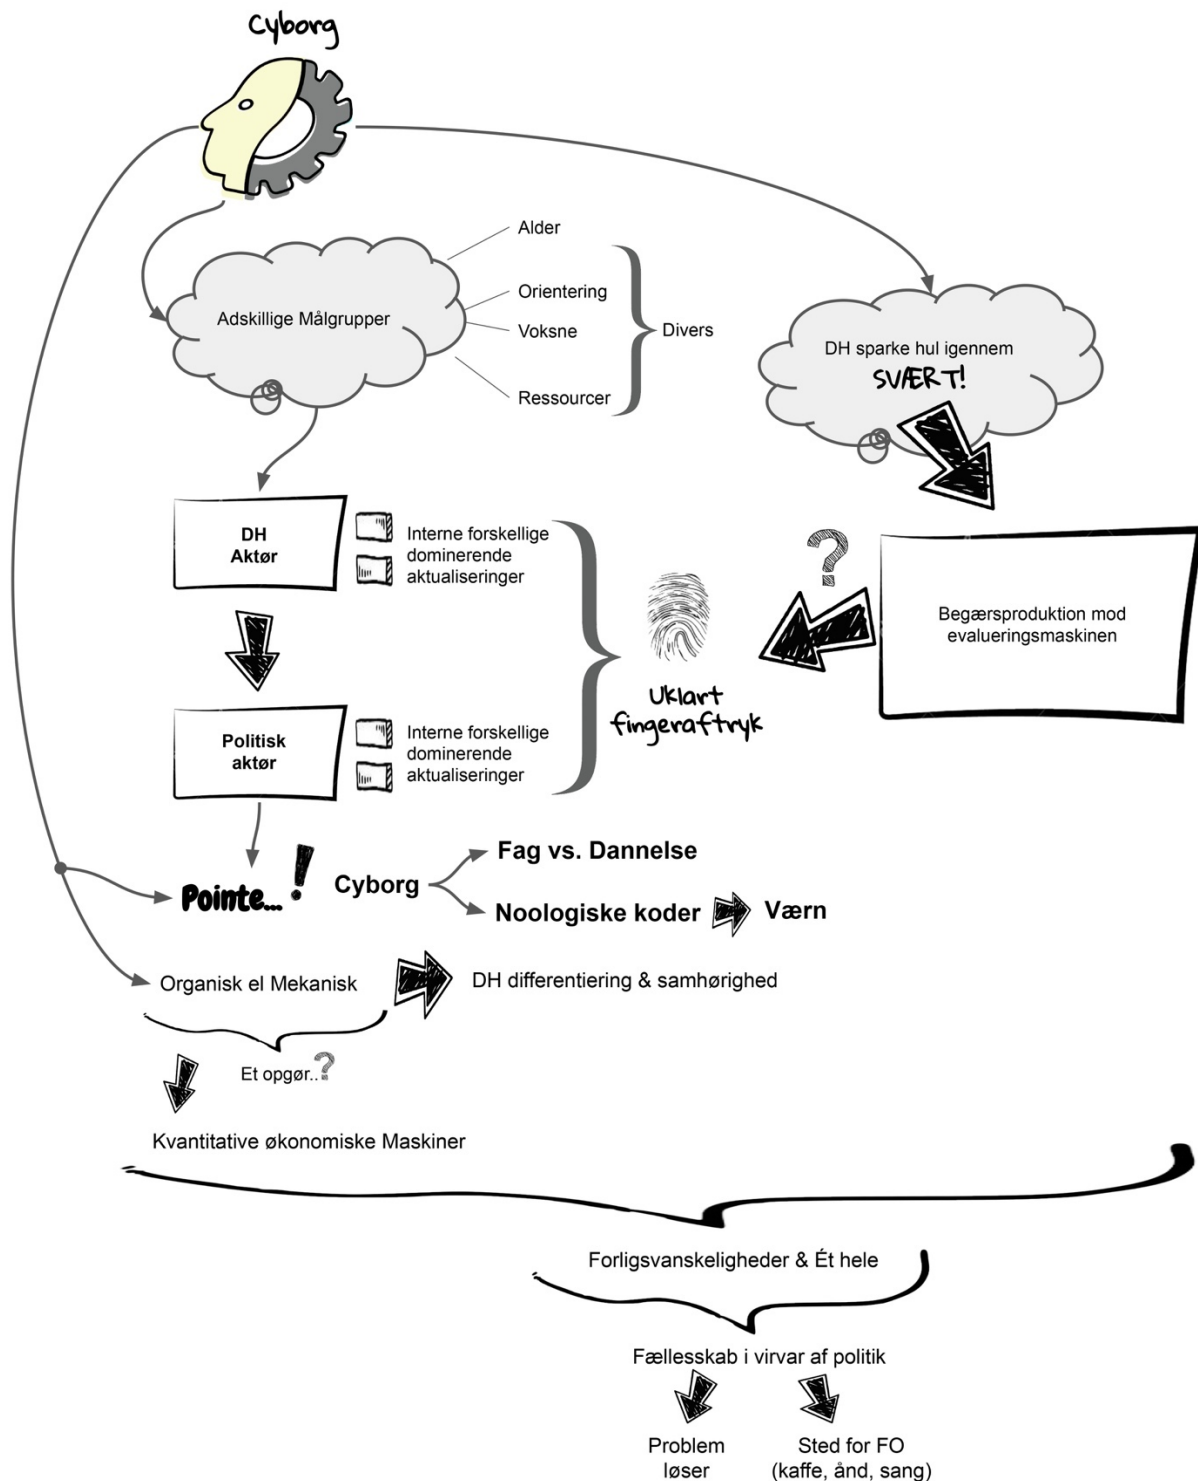 Cyborg
Alder
Orientering
Adskillige Målgrupper
Voksne
Divers
Ressourcer
DH sparke hul igennem
SVÆRT!
DH
Aktør
Interne forskellige
dominerende
aktualiseringer
?
Begærsproduktion mod
evalueringsmaskinen
Uklart
fingeraftryk
Politisk
aktør
Interne forskellige
dominerende
aktualiseringer
Pointe...!
Cyborg
Fag vs. Dannelse
Noologiske koder
Værn
Organisk el Mekanisk
DH differentiering & samhørighed
Et opgør..?
Kvantitative økonomiske Maskiner
Forligsvanskeligheder & Ét hele
Fællesskab i virvar af politik
Problem
løser
Sted for FO
(kaffe, ånd, sang)